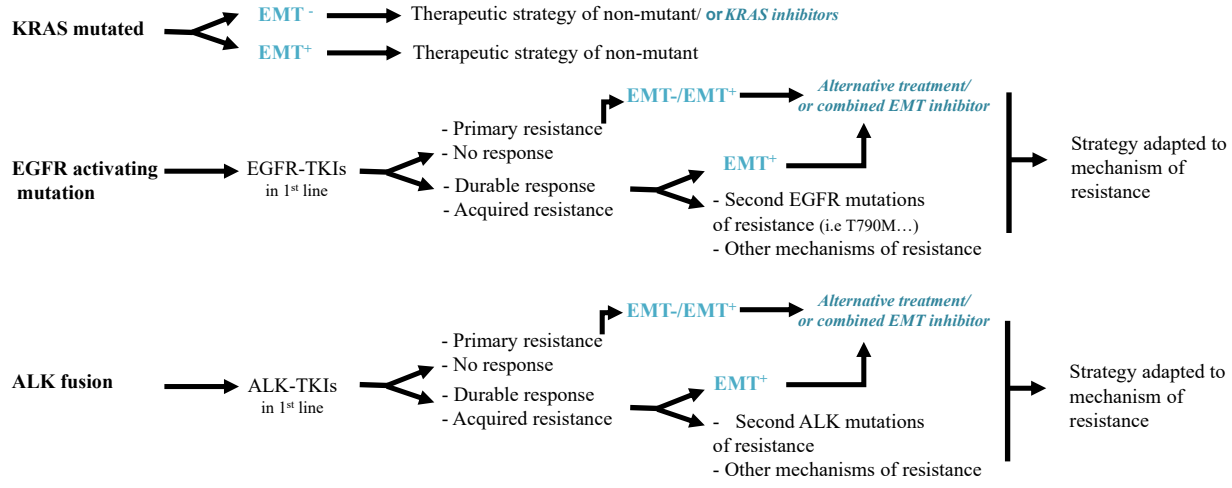 KRAS mutated
EMT -
Therapeutic strategy of non-mutant/ or KRAS inhibitors
EMT+
Therapeutic strategy of non-mutant
EGFR activating
mutation
EGFR-TKIs
in 1st line
- Primary resistance
- No response
- Durable response
- Acquired resistance
EMT-/EMT+
Alternative treatment/
or combined EMT inhibitor
EMT+
- Second EGFR mutations
of resistance (i.e T790M…)
- Other mechanisms of resistance
Strategy adapted to
mechanism of
resistance
ALK fusion
ALK-TKIs
in 1st line
- Primary resistance
- No response
- Durable response
- Acquired resistance
EMT-/EMT+
Alternative treatment/
or combined EMT inhibitor
EMT+
- Second ALK mutations
of resistance
- Other mechanisms of resistance
Strategy adapted to
mechanism of
resistance